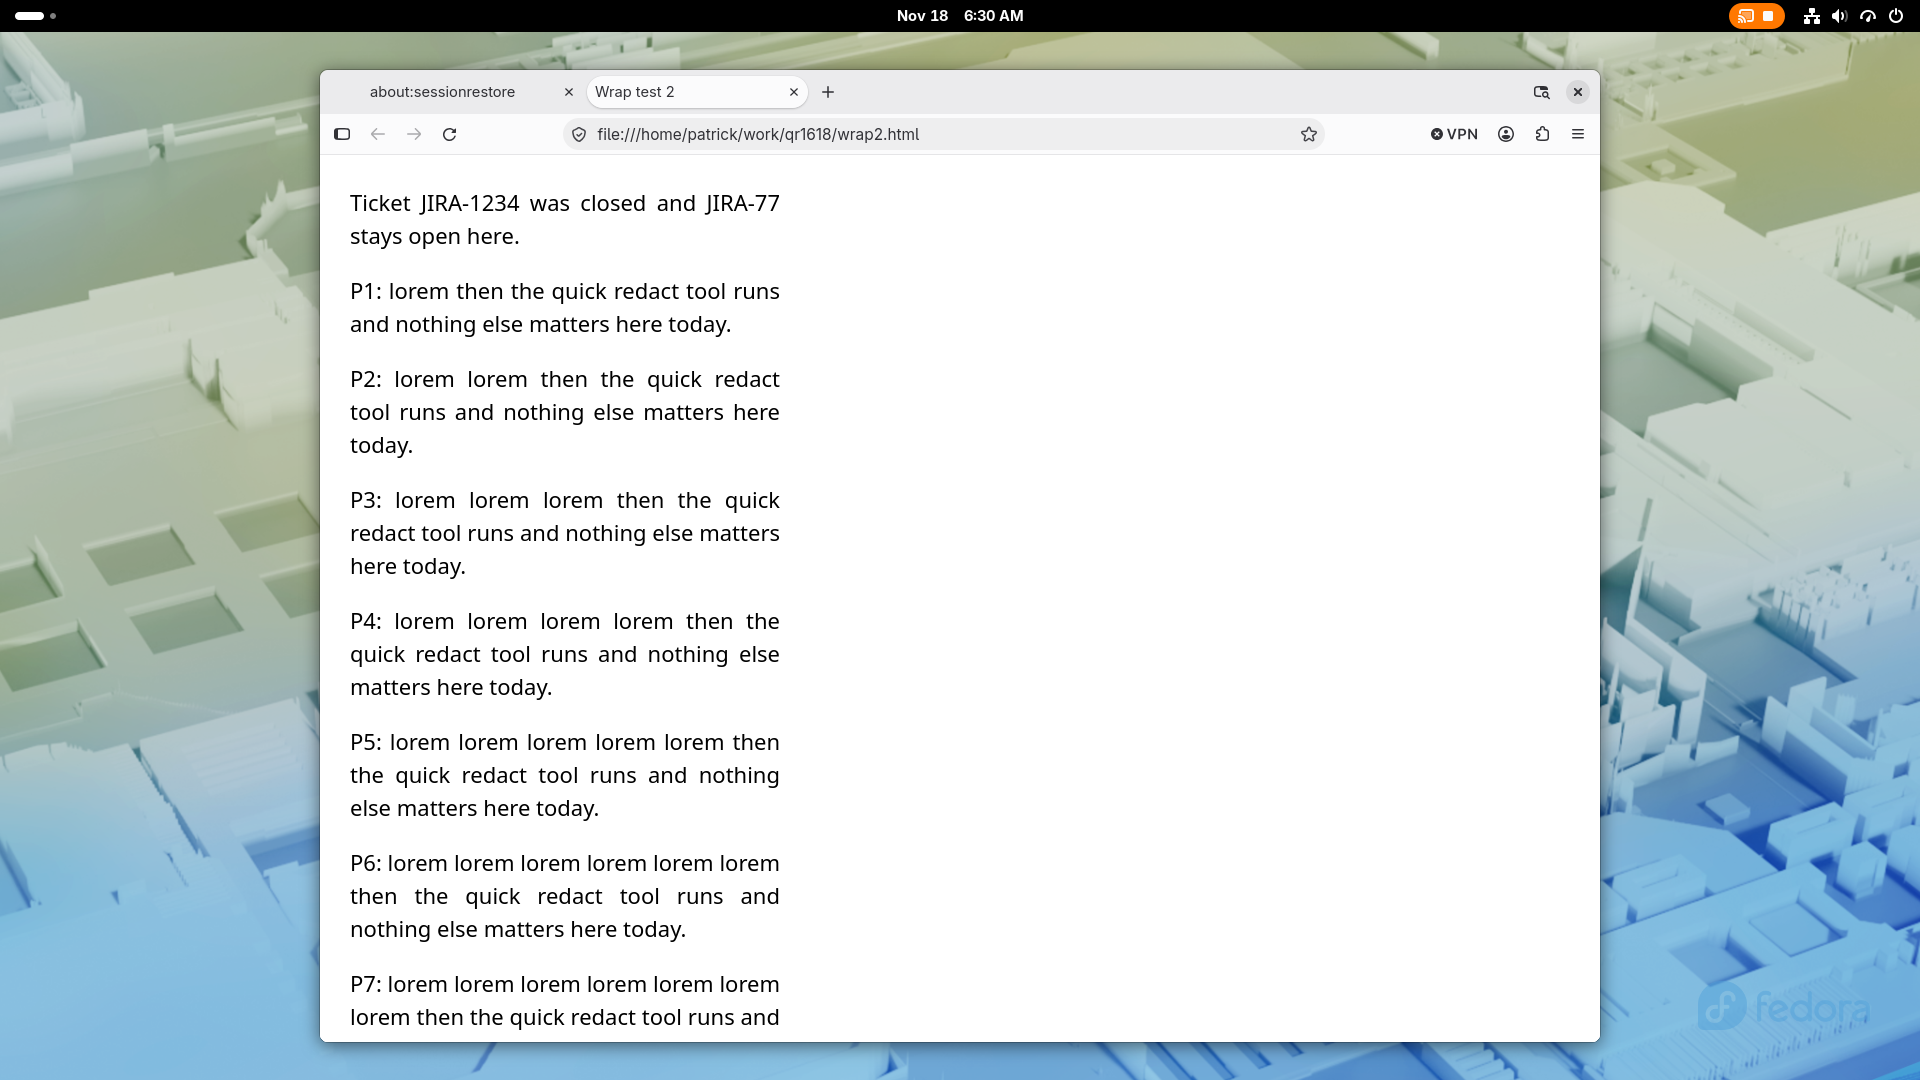 Nov 18 6:30 AM
about:sessionrestore
Wrap test 2
file:///home/patrick/work/qr1618/wrap2.html
VPN
Ticket JIRA-1234 was closed and JIRA-77
stays open here.
P1: lorem then the quick redact tool runs
and nothing else matters here today.
P2: lorem lorem then the quick redact
tool runs and nothing else matters here
today.
P3: lorem lorem lorem then the quick
redact tool runs and nothing else matters
here today.
P4: lorem lorem lorem lorem then the
quick redact tool runs and nothing else
matters here today.
P5: lorem lorem lorem lorem lorem then
the quick redact tool runs and nothing
else matters here today.
P6: lorem lorem lorem lorem lorem lorem
then the quick redact tool runs and
nothing else matters here today.
P7: lorem lorem lorem lorem lorem lorem
lorem then the quick redact tool runs and
fedora